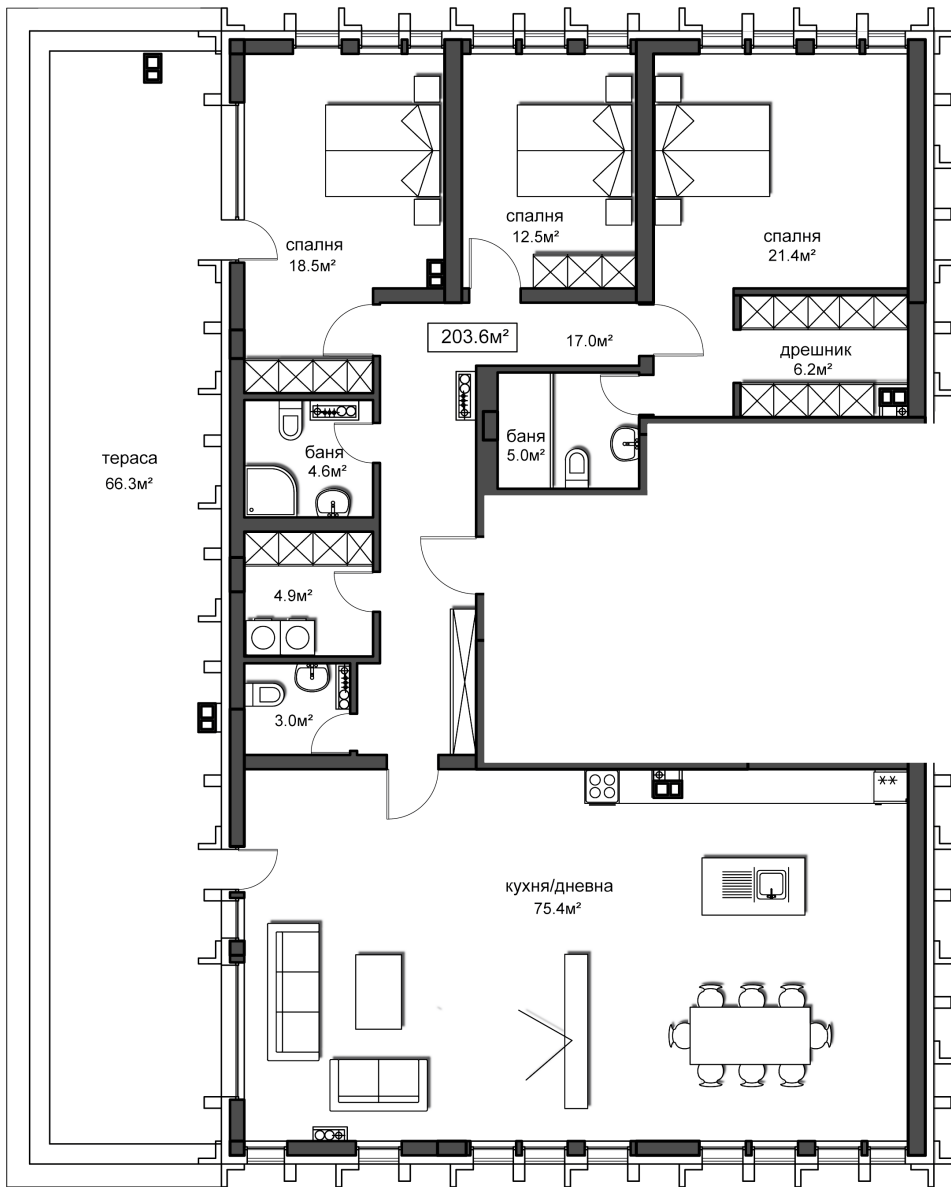 спалня
18.5м²
спалня
12.5м²
спалня
21.4м²
203.6м²
17.0м²
дрешник
6.2м²
баня
4.6м²
баня
5.0м²
тераса
66.3м²
4.9м²
3.0м²
**
кухня/дневна
75.4м²